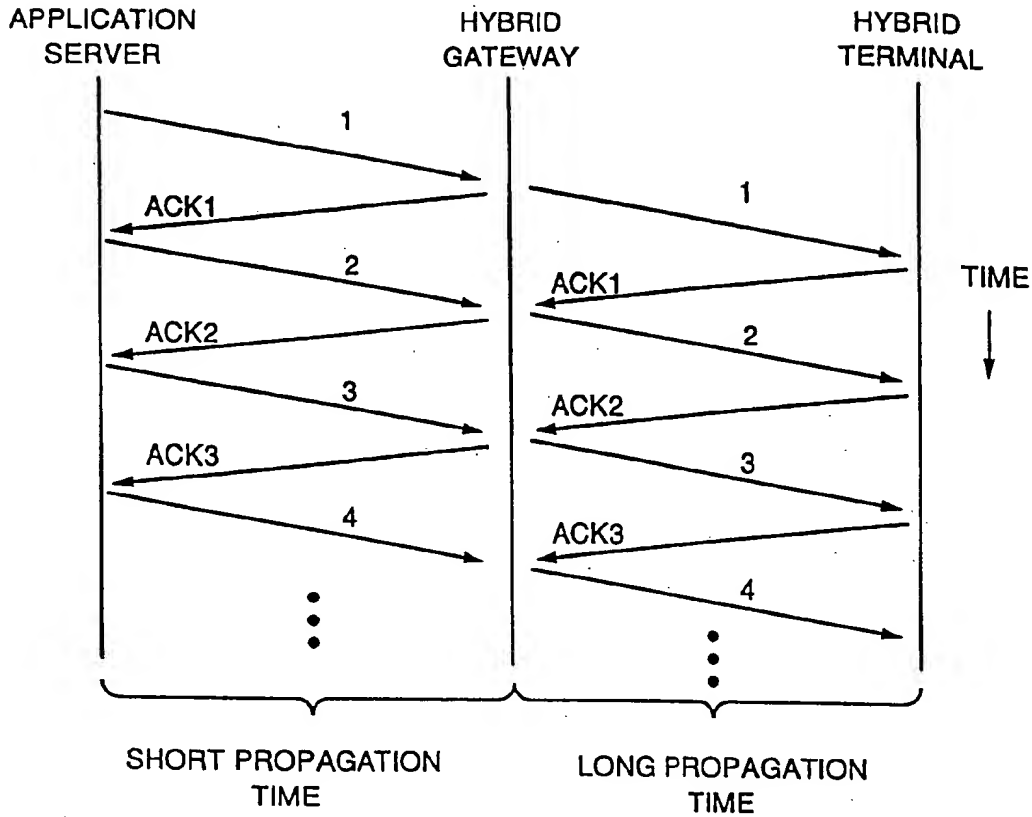 APPLICATION
SERVER
HYBRID
GATEWAY
HYBRID
TERMINAL
1
ACK1
1
2
ACK1
TIME
ACK2
2
3
ACK2
ACK3
3
4
ACK3
4
SHORT PROPAGATION
TIME
LONG PROPAGATION
TIME